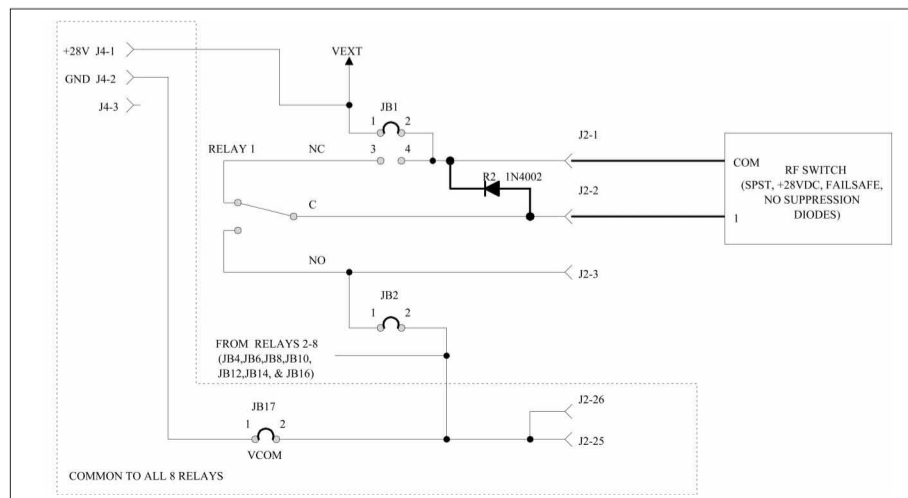 +28V J4-1
GND J4-2
J4-3
VEXT
JB1
1 2
RELAY 1 NC 3 4
J2-1
R2 1N4002
J2-2
C
COM
RF SWITCH
(SPST, +28VDC, FAILSAFE,
NO SUPPRESSION
DIODES)
1
NO
J2-3
JB2
1 2
FROM RELAYS 2-8
(JB4,JB6,JB8,JB10,
JB12,JB14, & JB16)
J2-26
JB17
1 2
J2-25
VCOM
COMMON TO ALL 8 RELAYS